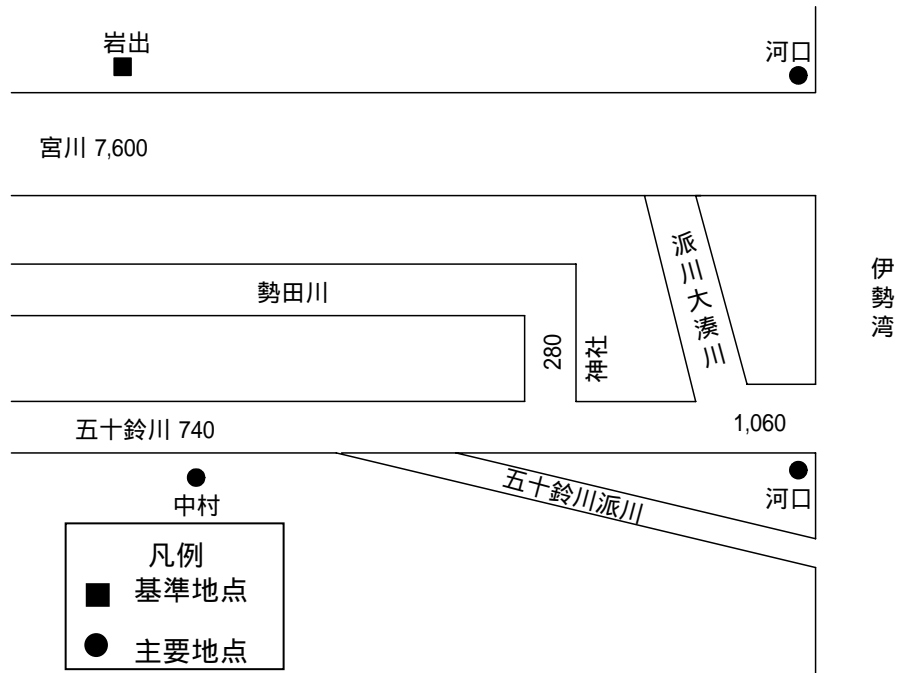 岩出
河口
宮川 7,600
派川大湊川
伊勢湾
勢田川
280
神社
五十鈴川 740
1,060
中村
五十鈴川派川
河口
凡例
基準地点
主要地点